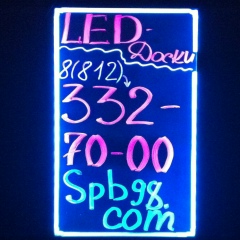 LED-
Доски
8(812)
332-
70-00
Spb98.
com